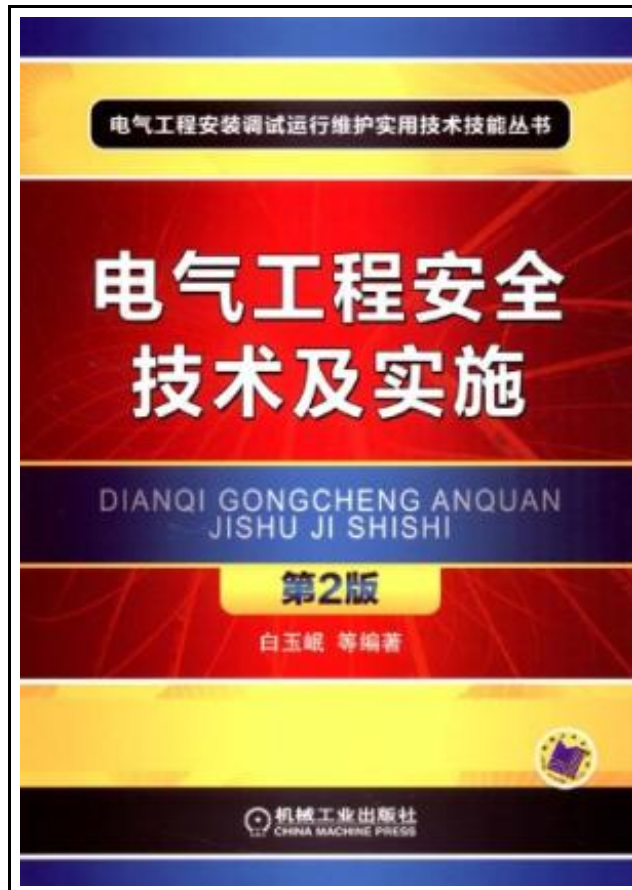 电气工程安装调试运行维护实用技术技能丛书
电气工程安全
技术及实施
DIANQI GONGCHENG ANQUAN
JISHU JI SHISHI
第2版
白玉岷 等编著
机械工业出版社
CHINA MACHINE PRESS